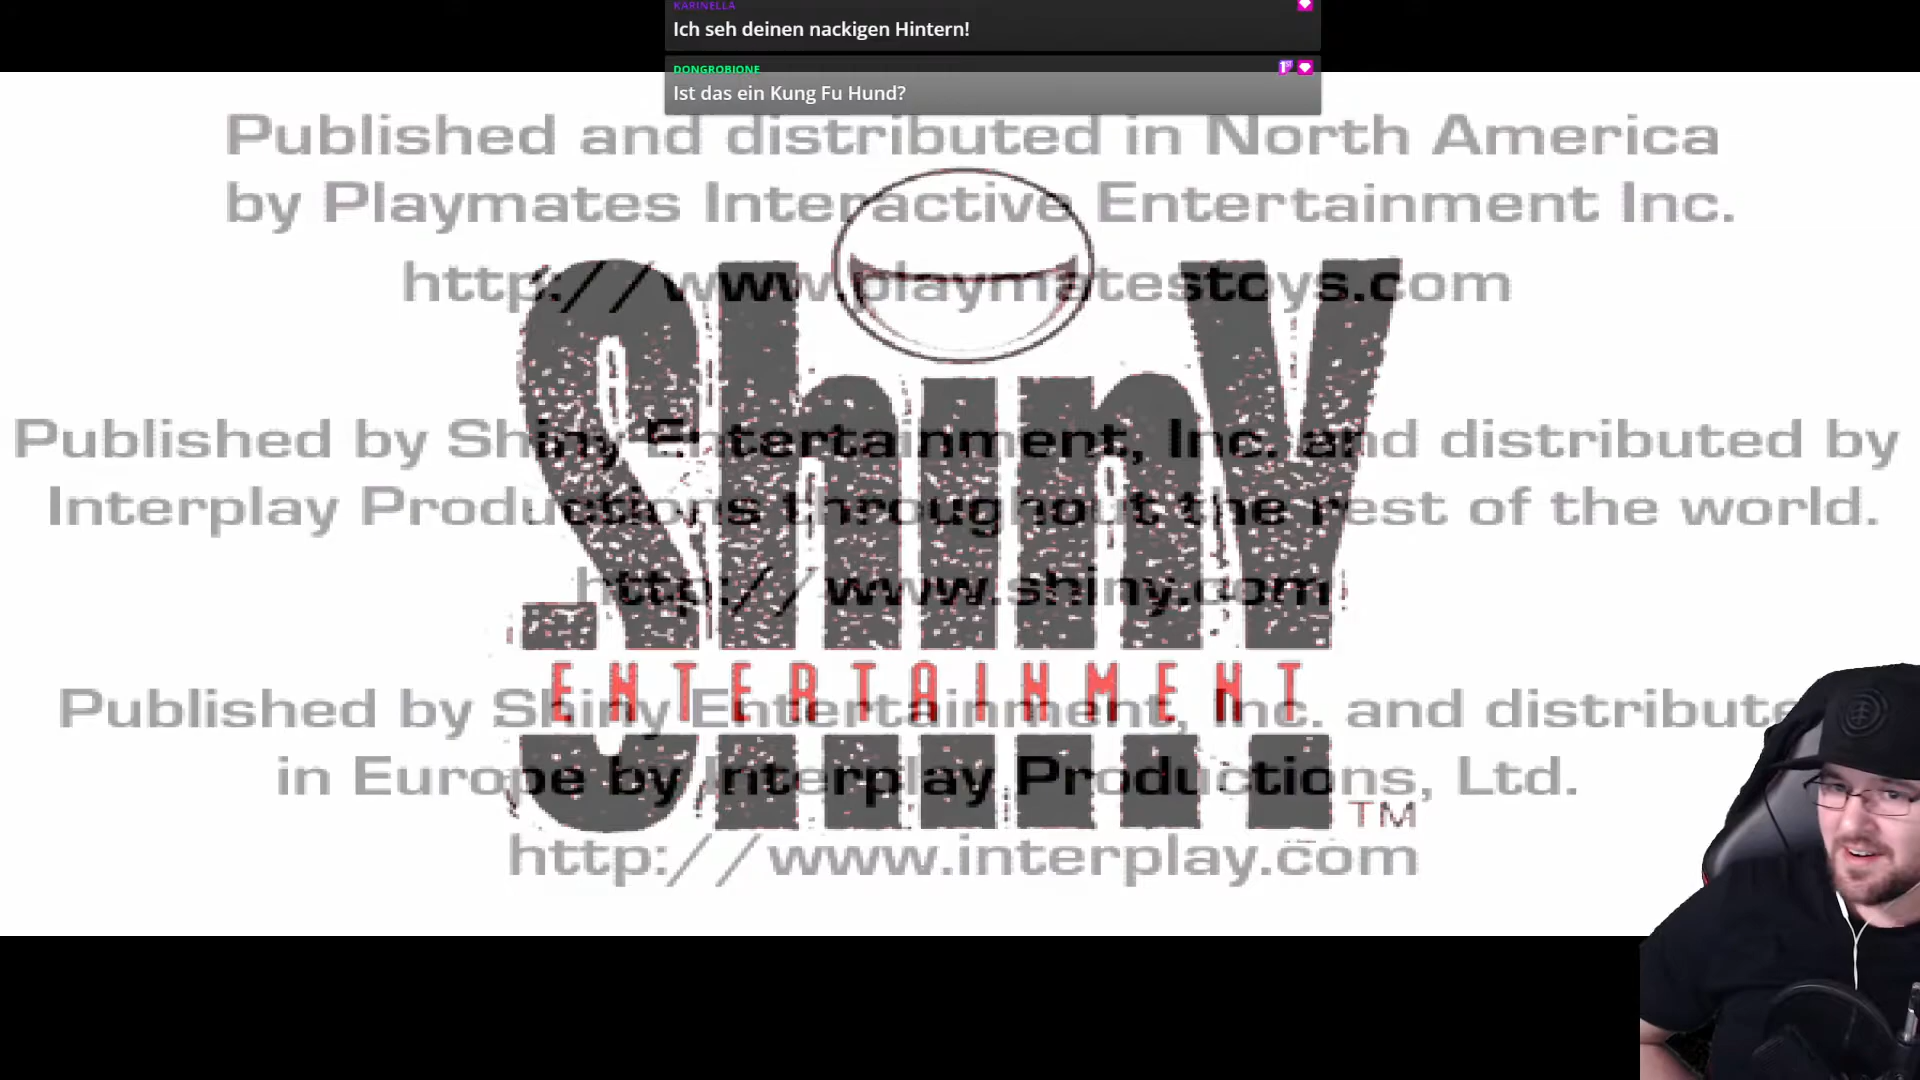 KARINELLA
Ich seh deinen nackigen Hintern!
DONGROBIONE
Ist das ein Kung Fu Hund?
Published and distributed in North America
by Playmates Interactive Entertainment Inc.
http://www.playmatestoys.com
Shiny
ENTERTAINMENT
TM
Published by Shiny Entertainment, Inc. and distributed by
Interplay Productions throughout the rest of the world.
http://www.shiny.com
Published by Shiny Entertainment, Inc. and distribute
in Europe by Interplay Productions, Ltd.
http://www.interplay.com